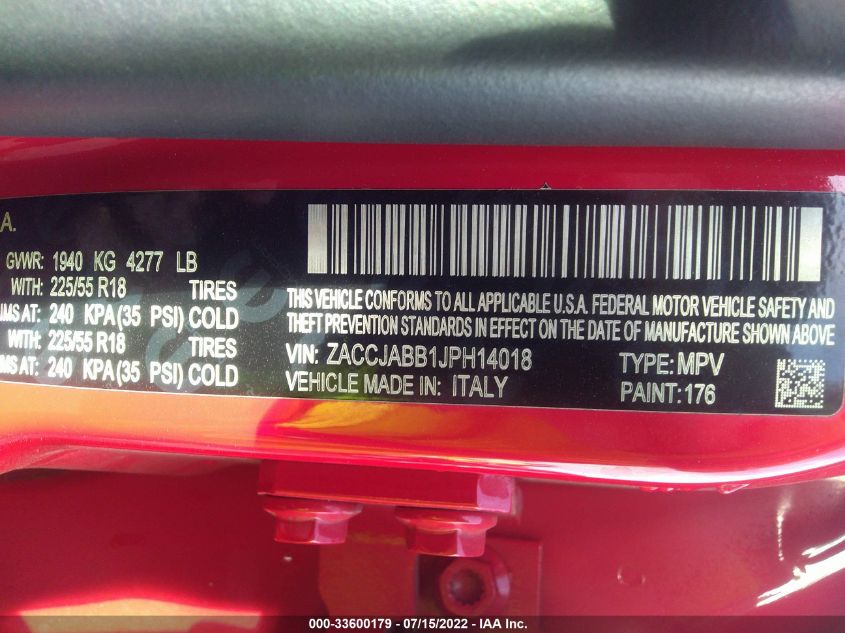 A.
GVWR: 1940 KG 4277 LB
WITH: 225/55 R18 TIRES
IMS AT: 240 KPA(35 PSI) COLD
WITH: 225/55 R18 TIRES
IMS AT: 240 KPA(35 PSI) COLD
THIS VEHICLE CONFORMS TO ALL APPLICABLE U.S.A. FEDERAL MOTOR VEHICLE SAFETY AND
THEFT PREVENTION STANDARDS IN EFFECT ON THE DATE OF MANUFACTURE SHOWN ABOVE
VIN: ZACCJABB1JPH14018 TYPE: MPV
VEHICLE MADE IN: ITALY PAINT: 176
000-33600179 - 07/15/2022 - IAA Inc.